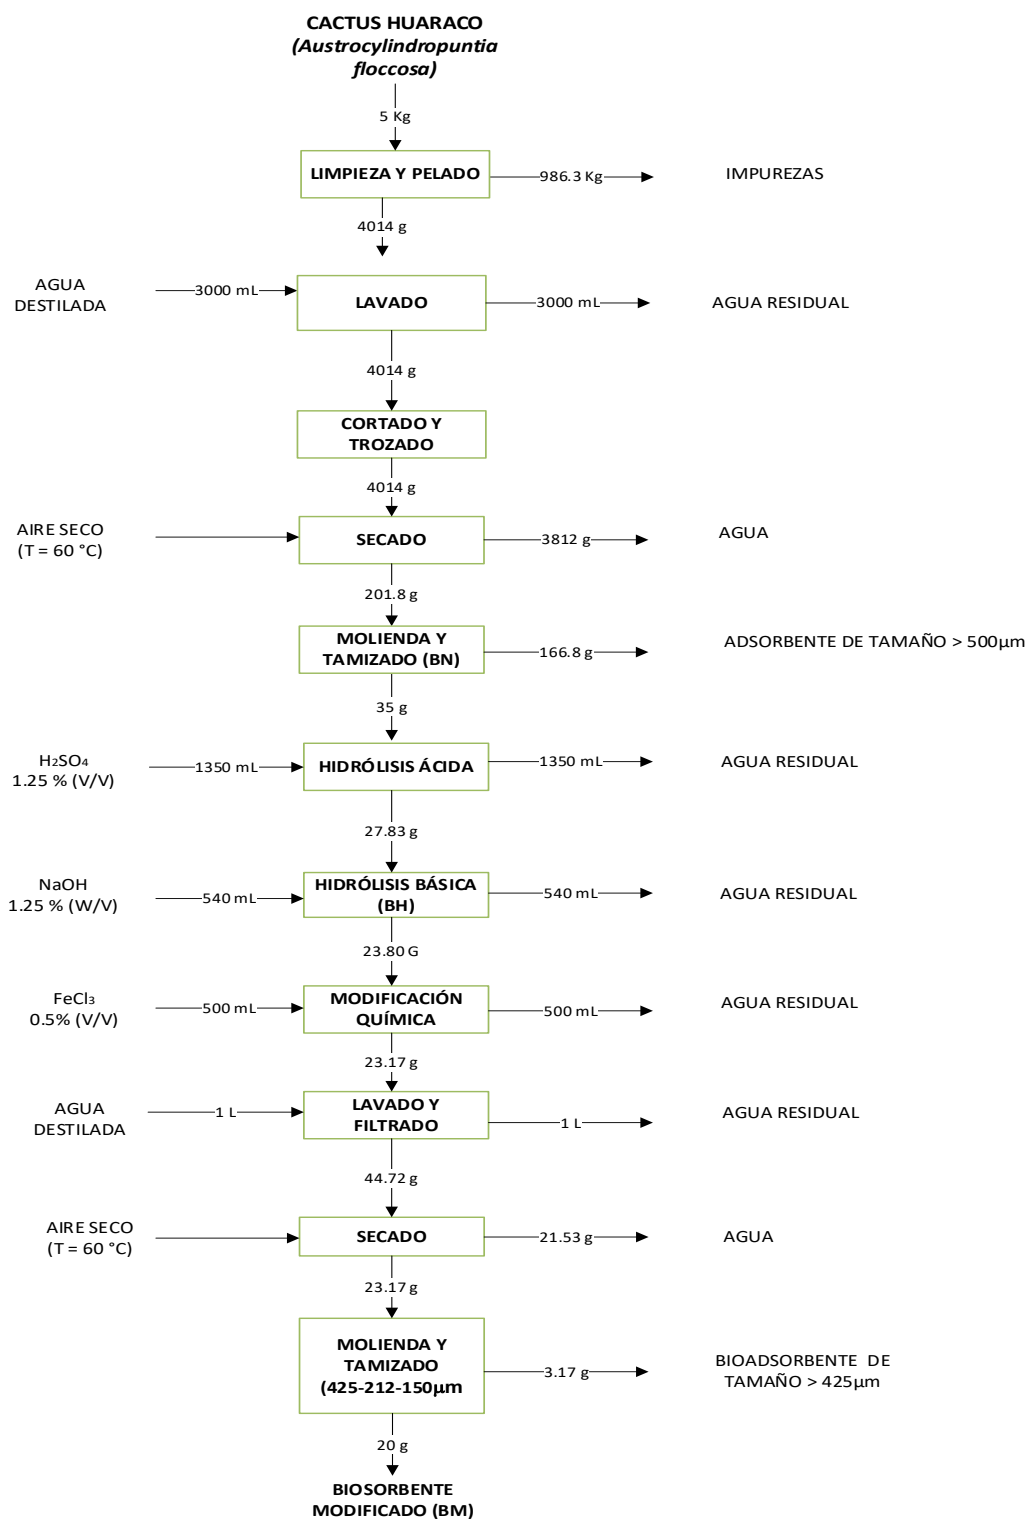 CACTUS HUARACO
(Austrocylindropuntia
floccosa)
5 Kg
LIMPIEZA Y PELADO
986.3 Kg
IMPUREZAS
4014 g
AGUA
DESTILADA
3000 mL
LAVADO
3000 mL
AGUA RESIDUAL
4014 g
CORTADO Y
TROZADO
4014 g
AIRE SECO
(T = 60 °C)
SECADO
3812 g
AGUA
201.8 g
MOLIENDA Y
TAMIZADO (BN)
166.8 g
ADSORBENTE DE TAMAÑO > 500µm
35 g
H₂SO₄
1.25 % (V/V)
1350 mL
HIDRÓLISIS ÁCIDA
1350 mL
AGUA RESIDUAL
27.83 g
NaOH
1.25 % (W/V)
540 mL
HIDRÓLISIS BÁSICA
(BH)
540 mL
AGUA RESIDUAL
23.80 G
FeCl₃
0.5% (V/V)
500 mL
MODIFICACIÓN
QUÍMICA
500 mL
AGUA RESIDUAL
23.17 g
AGUA
DESTILADA
1 L
LAVADO Y
FILTRADO
1 L
AGUA RESIDUAL
44.72 g
AIRE SECO
(T = 60 °C)
SECADO
21.53 g
AGUA
23.17 g
MOLIENDA Y
TAMIZADO
(425-212-150µm
3.17 g
BIOADSORBENTE DE
TAMAÑO > 425µm
20 g
BIOSORBENTE
MODIFICADO (BM)